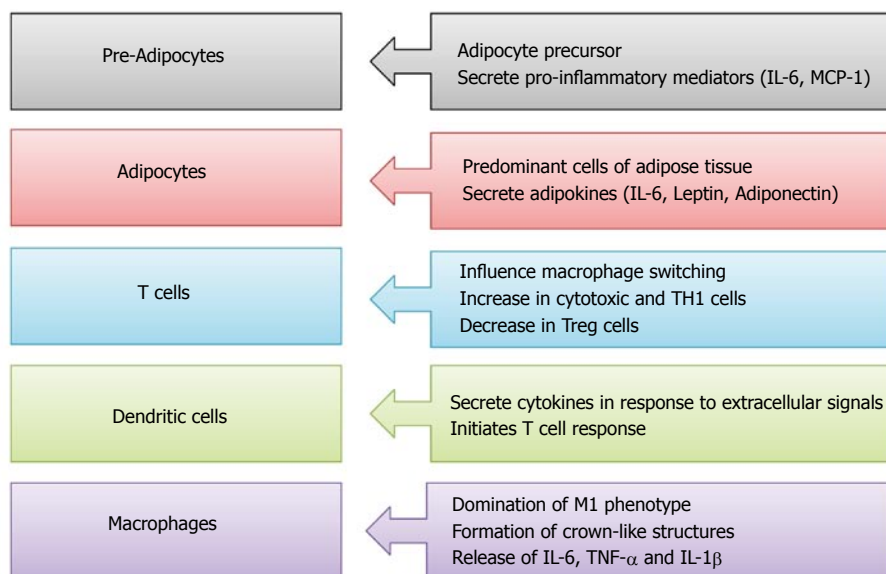 Pre-Adipocytes
Adipocyte precursor
Secrete pro-inflammatory mediators (IL-6, MCP-1)
Adipocytes
Predominant cells of adipose tissue
Secrete adipokines (IL-6, Leptin, Adiponectin)
T cells
Influence macrophage switching
Increase in cytotoxic and TH1 cells
Decrease in Treg cells
Dendritic cells
Secrete cytokines in response to extracellular signals
Initiates T cell response
Macrophages
Domination of M1 phenotype
Formation of crown-like structures
Release of IL-6, TNF-α and IL-1β